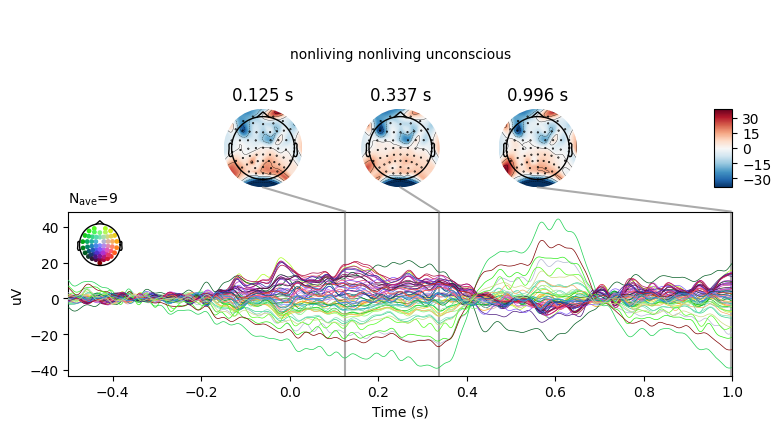 nonliving nonliving unconscious
0.125 s 0.337 s 0.996 s
30
15
0
−15
−30
Nave=9
40
20
0
−20
−40
uV
−0.4 −0.2 0.0 0.2 0.4 0.6 0.8 1.0
Time (s)